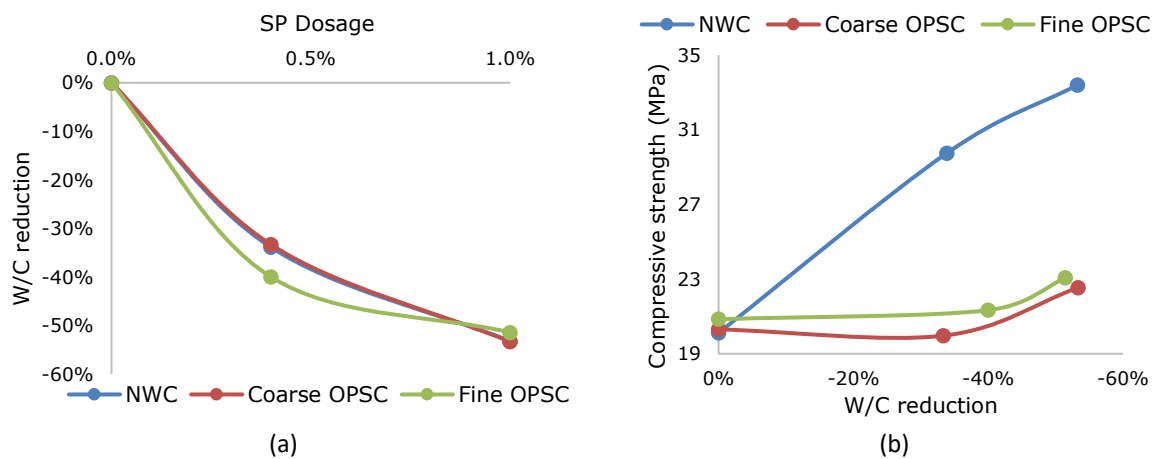 SP Dosage
0.0% 0.5% 1.0%
0%
-10%
-20%
-30%
-40%
-50%
-60%
W/C reduction
NWC Coarse OPSC Fine OPSC
(a)
NWC Coarse OPSC Fine OPSC
35
31
27
23
19
Compressive strength (MPa)
0% -20% -40% -60%
W/C reduction
(b)